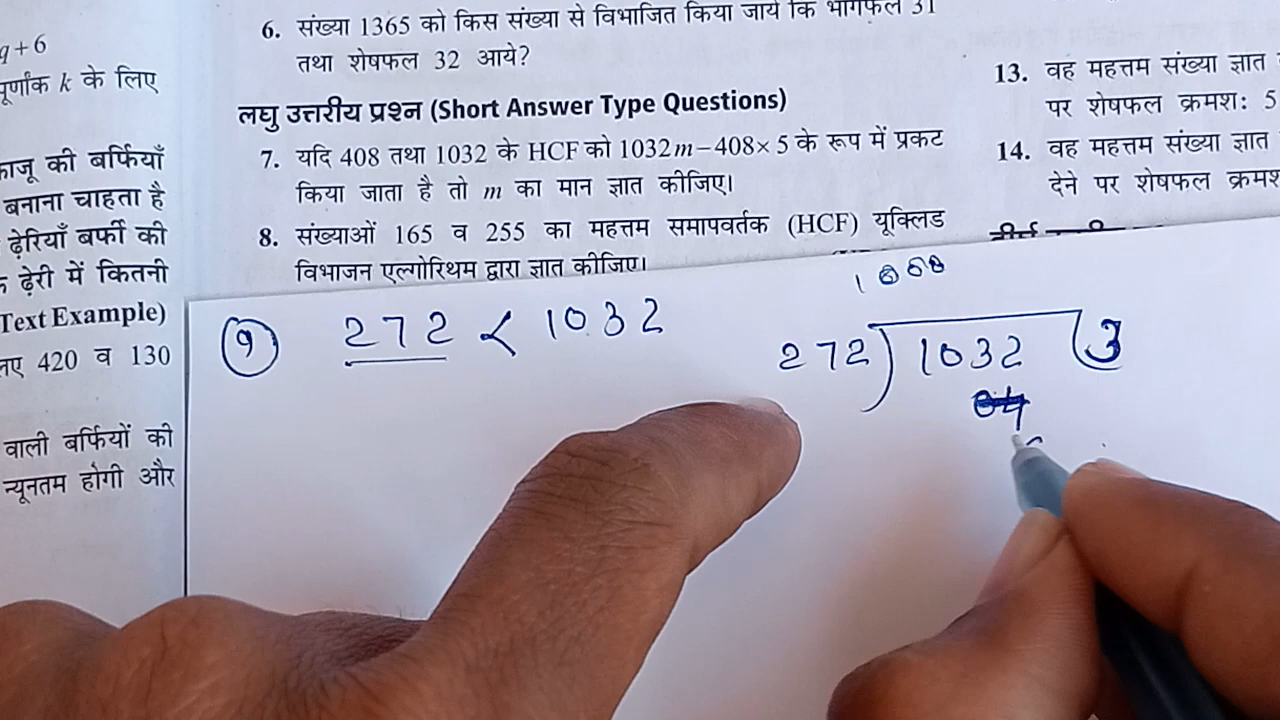 q+6
पूर्णांक k के लिए
काजू की बर्फियाँ
बनाना चाहता है
ढ़ेरियाँ बर्फी की
ढ़ेरी में कितनी
Text Example)
लिए 420 व 130
वाली बर्फियों की
न्यूनतम होगी और
6. संख्या 1365 को किस संख्या से विभाजित किया जाये कि भागफल 31
तथा शेषफल 32 आये?
लघु उत्तरीय प्रश्न (Short Answer Type Questions)
7. यदि 408 तथा 1032 के HCF को 1032m−408×5 के रूप में प्रकट
किया जाता है तो m का मान ज्ञात कीजिए।
8. संख्याओं 165 व 255 का महत्तम समापवर्तक (HCF) यूक्लिड
विभाजन एल्गोरिथम द्वारा ज्ञात कीजिए।
13. वह महत्तम संख्या ज्ञात
पर शेषफल क्रमश: 5
14. वह महत्तम संख्या ज्ञात
देने पर शेषफल क्रमश
9 272 < 1032
272) 1032 (3